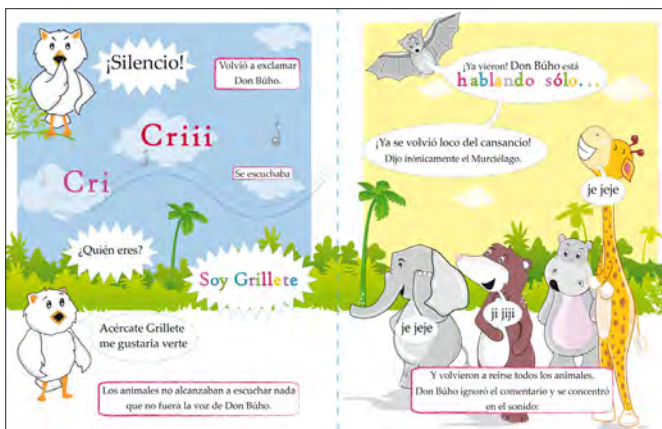 ¡Silencio!
Volvió a exclamar
Don Búho.
Criii
Cri
Se escuchaba
¿Quién eres?
Soy Grillete
Acércate Grillete
me gustaria verte
Los animales no alcanzaban a escuchar nada
que no fuera la voz de Don Búho.
¡Ya vieron! Don Búho está
hablando sólo...
¡Ya se volvió loco del cansancio!
Dijo irónicamente el Murciélago.
je jeje
ji jiji
je jeje
Y volvieron a reírse todos los animales.
Don Búho ignoró el comentario y se concentró
en el sonido: